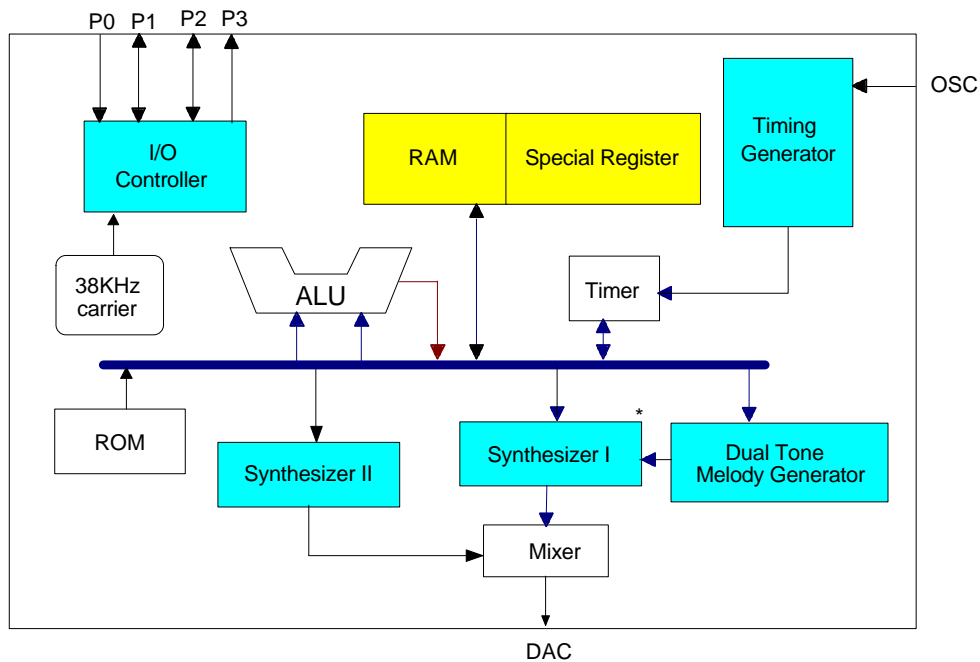 P0 P1 P2 P3
OSC
I/O
Controller
RAM
Special Register
Timing
Generator
38KHz
carrier
ALU
Timer
ROM
Synthesizer II
Synthesizer I
*
Dual Tone
Melody Generator
Mixer
DAC